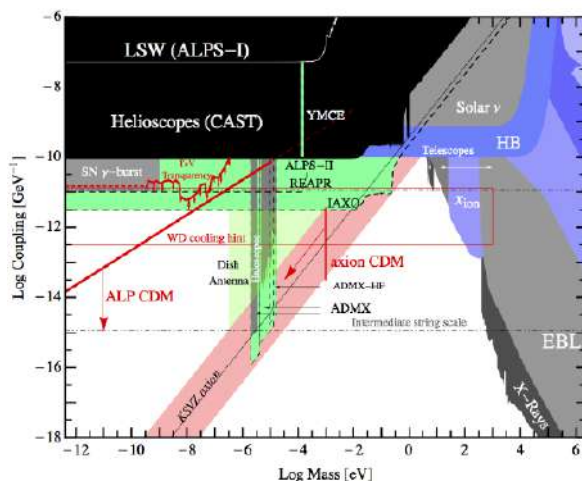 -6
LSW (ALPS-I)
-8
Helioscopes (CAST)
YMCE
Solar ν
HB
-10
Telescopes
SN γ-burst
Transparency
ALPS-II
REAPR
IAXO
χion
-12
WD cooling hint
Dish
Antenna
Haloscopes
axion CDM
ALP CDM
ADMX-HF
ADMX
-14
Intermediate string scale
EBL
-16
X-Rays
KSVZ axion
-18
Log Coupling [GeV⁻¹]
-12 -10 -8 -6 -4 -2 0 2 4 6
Log Mass [eV]